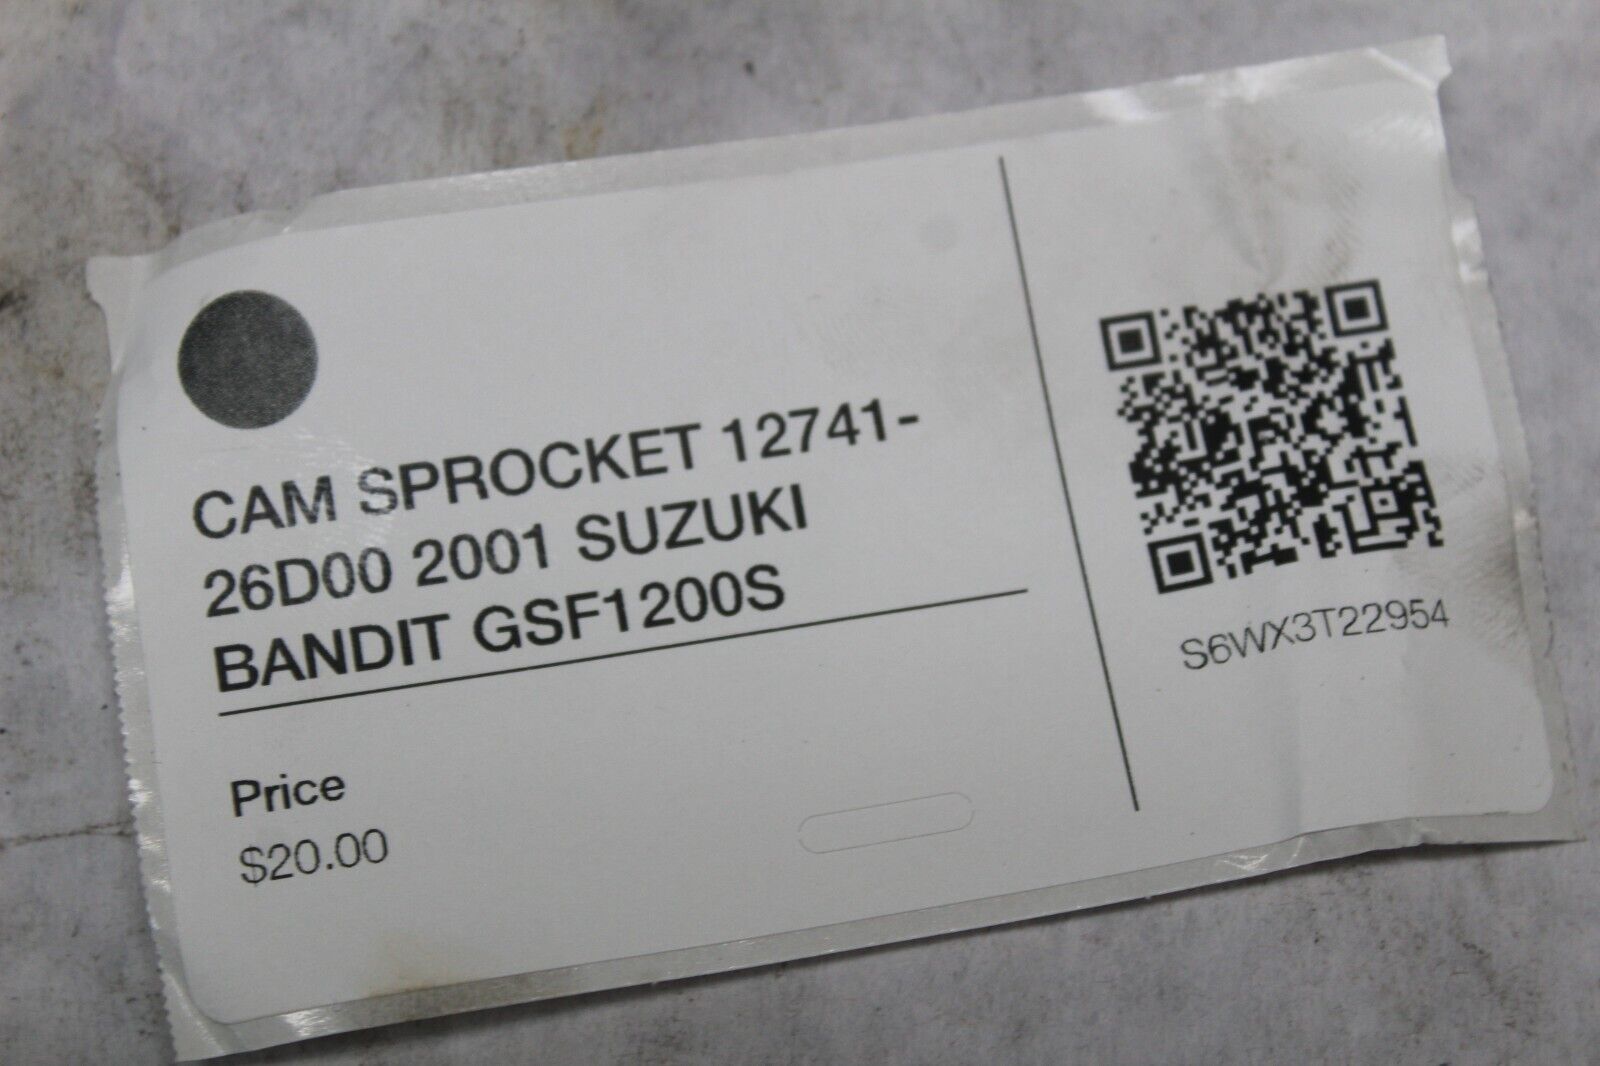 CAM SPROCKET 12741-
26D00 2001 SUZUKI
BANDIT GSF1200S
Price
$20.00
S6WX3T22954